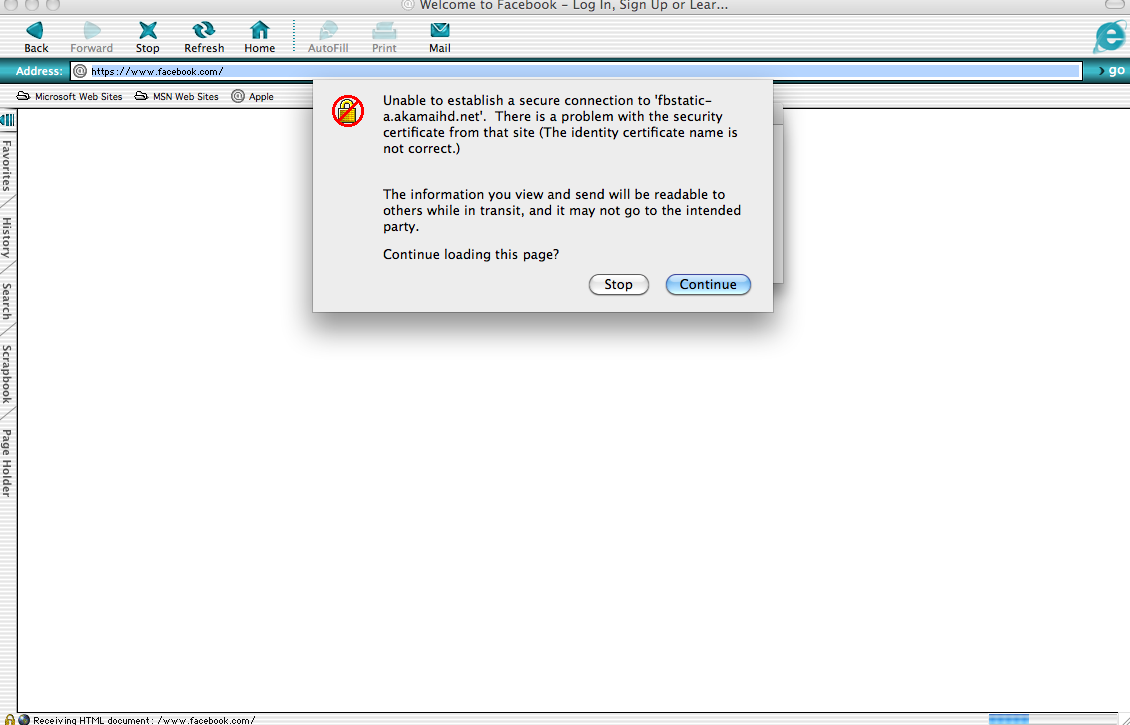 Welcome to Facebook - Log In, Sign Up or Lear...
Back Forward Stop Refresh Home AutoFill Print Mail
Address: @ https://www.facebook.com/ › go
Microsoft Web Sites MSN Web Sites @ Apple
Unable to establish a secure connection to 'fbstatic-
a.akamaihd.net'. There is a problem with the security
certificate from that site (The identity certificate name is
not correct.)
The information you view and send will be readable to
others while in transit, and it may not go to the intended
party.
Continue loading this page?
Stop Continue
Favorites
History
Search
Scrapbook
Page Holder
Receiving HTML document: /www.facebook.com/